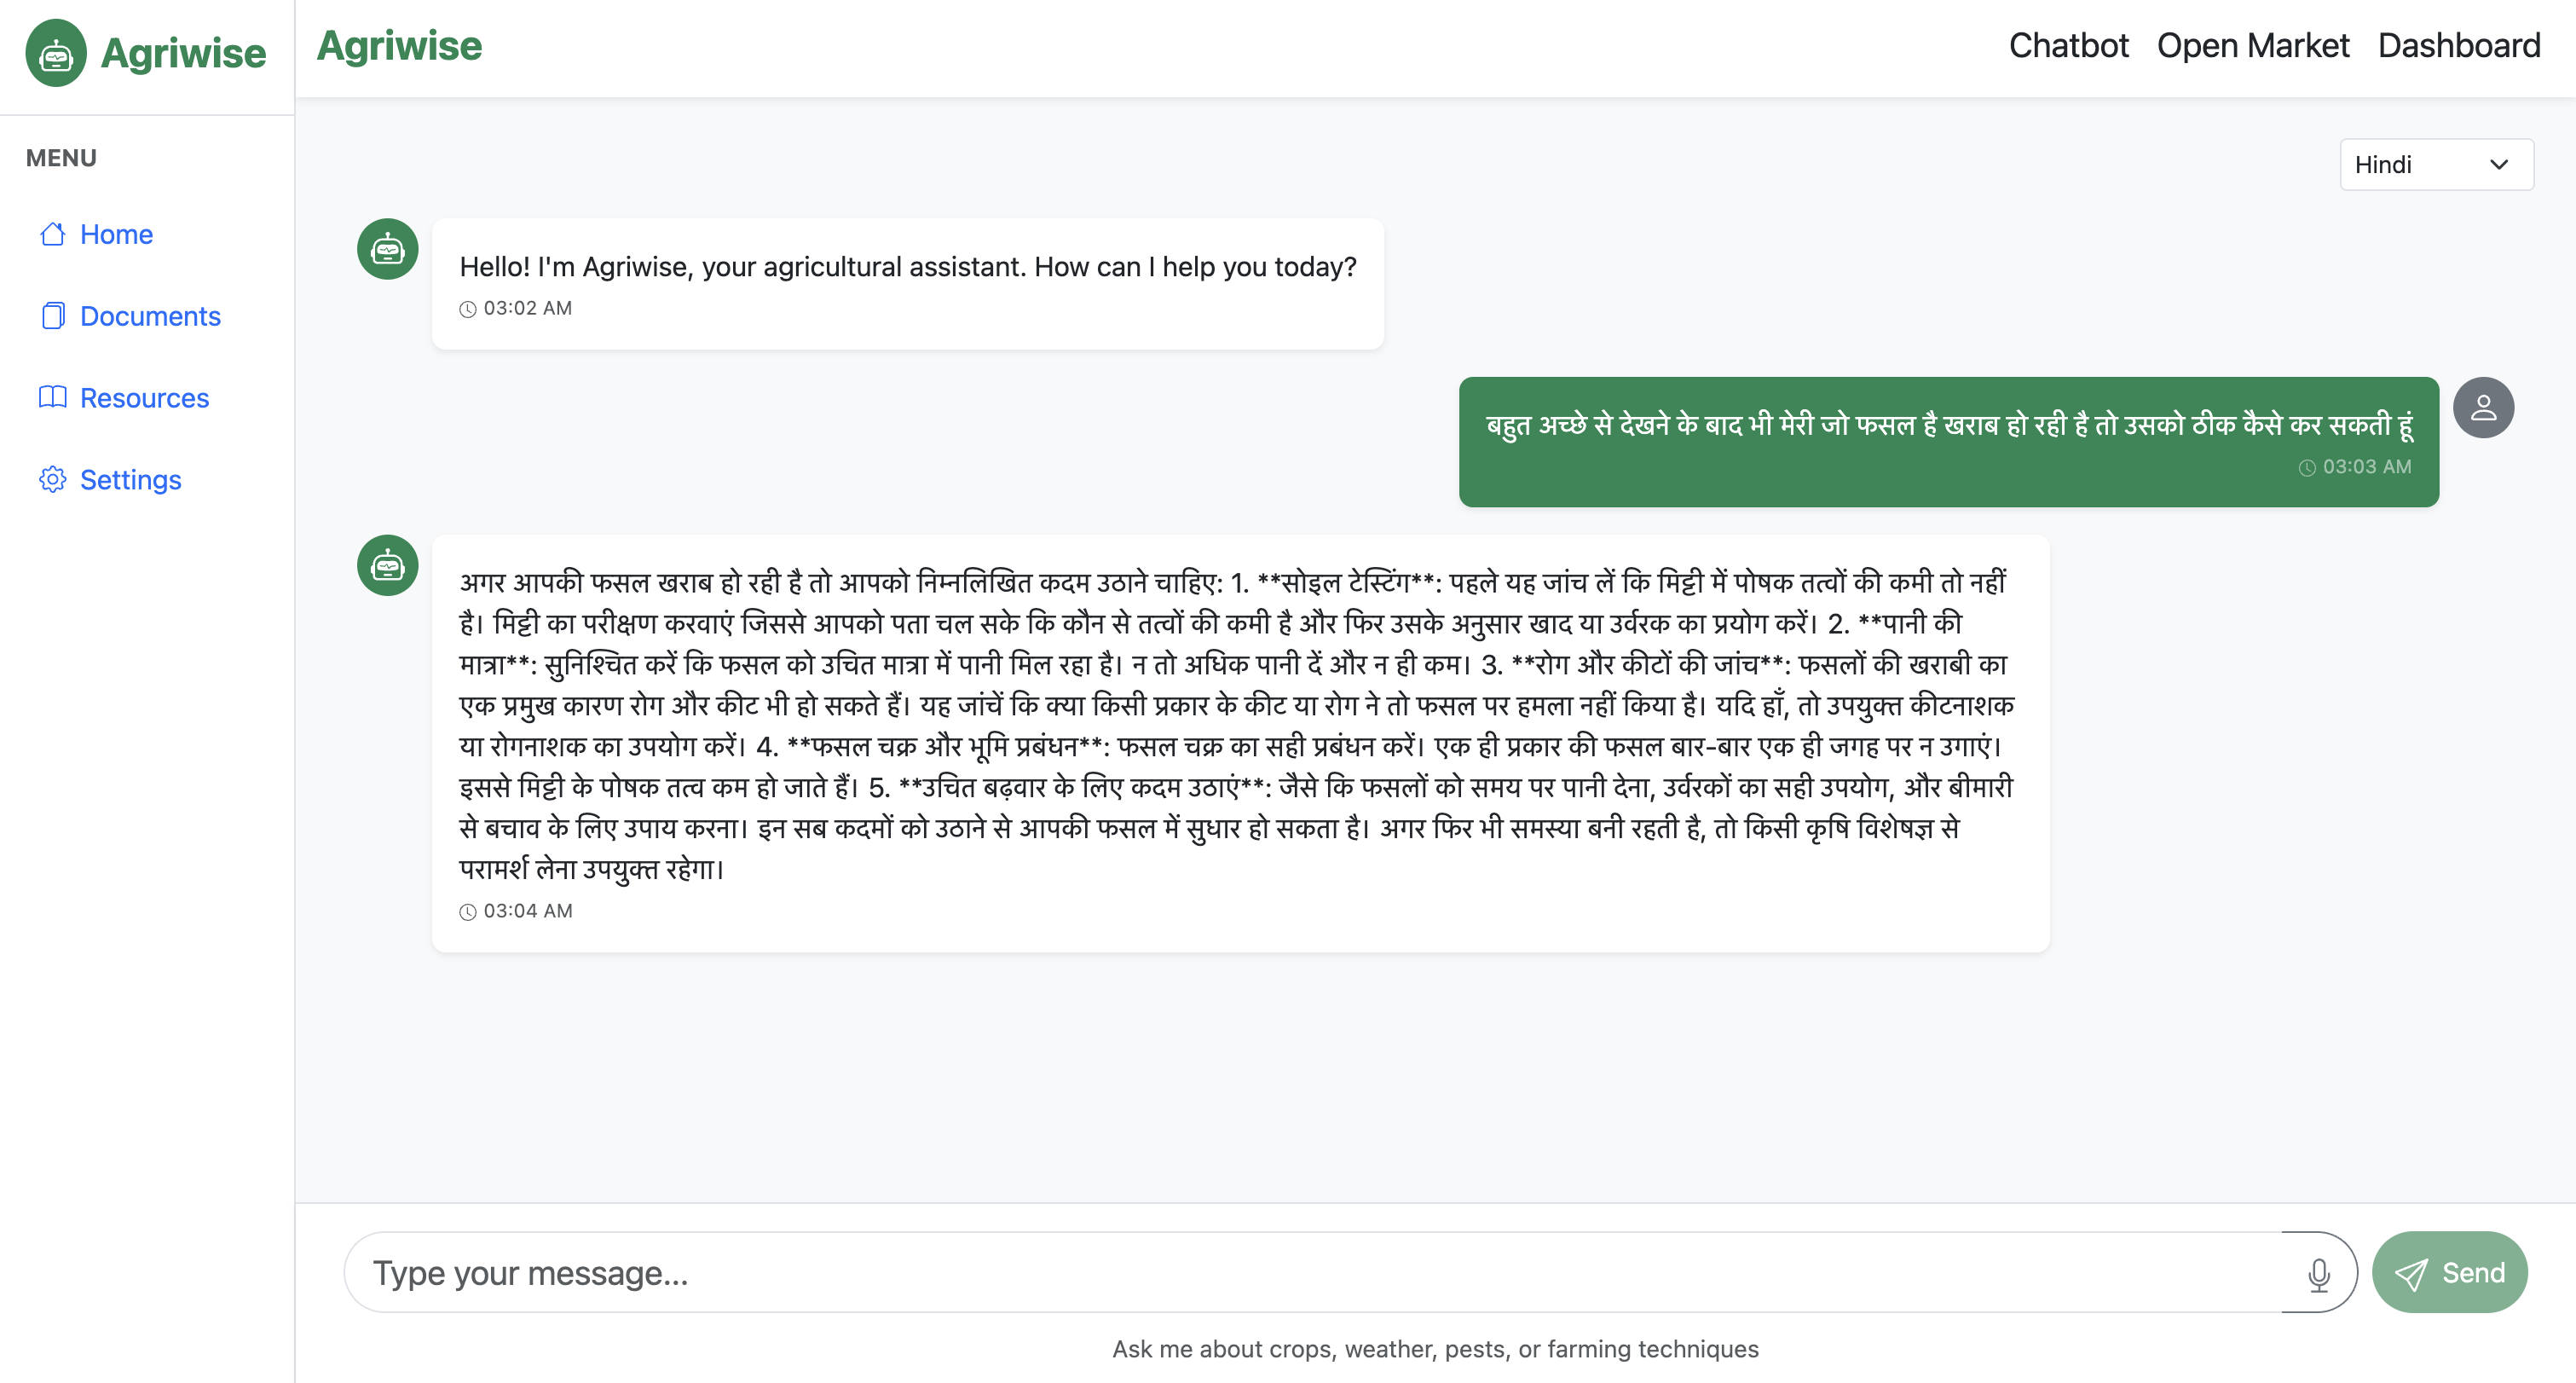 Agriwise
MENU
Home
Documents
Resources
Settings
Agriwise
Chatbot Open Market Dashboard
Hindi
Hello! I'm Agriwise, your agricultural assistant. How can I help you today?
03:02 AM
बहुत अच्छे से देखने के बाद भी मेरी जो फसल है खराब हो रही है तो उसको ठीक कैसे कर सकती हूं
03:03 AM
अगर आपकी फसल खराब हो रही है तो आपको निम्नलिखित कदम उठाने चाहिए: 1. **सोइल टेस्टिंग**: पहले यह जांच लें कि मिट्टी में पोषक तत्वों की कमी तो नहीं
है। मिट्टी का परीक्षण करवाएं जिससे आपको पता चल सके कि कौन से तत्वों की कमी है और फिर उसके अनुसार खाद या उर्वरक का प्रयोग करें। 2. **पानी की
मात्रा**: सुनिश्चित करें कि फसल को उचित मात्रा में पानी मिल रहा है। न तो अधिक पानी दें और न ही कम। 3. **रोग और कीटों की जांच**: फसलों की खराबी का
एक प्रमुख कारण रोग और कीट भी हो सकते हैं। यह जांचें कि क्या किसी प्रकार के कीट या रोग ने तो फसल पर हमला नहीं किया है। यदि हाँ, तो उपयुक्त कीटनाशक
या रोगनाशक का उपयोग करें। 4. **फसल चक्र और भूमि प्रबंधन**: फसल चक्र का सही प्रबंधन करें। एक ही प्रकार की फसल बार-बार एक ही जगह पर न उगाएं।
इससे मिट्टी के पोषक तत्व कम हो जाते हैं। 5. **उचित बढ़वार के लिए कदम उठाएं**: जैसे कि फसलों को समय पर पानी देना, उर्वरकों का सही उपयोग, और बीमारी
से बचाव के लिए उपाय करना। इन सब कदमों को उठाने से आपकी फसल में सुधार हो सकता है। अगर फिर भी समस्या बनी रहती है, तो किसी कृषि विशेषज्ञ से
परामर्श लेना उपयुक्त रहेगा।
03:04 AM
Type your message...
Send
Ask me about crops, weather, pests, or farming techniques